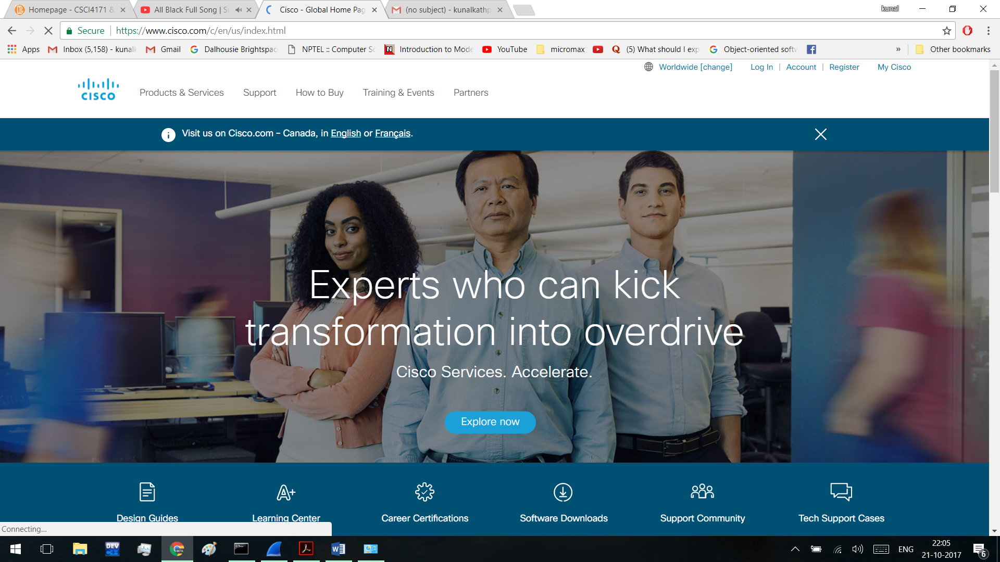 Homepage - CSCI4171 &
All Black Full Song | Su
Cisco - Global Home Pag
(no subject) - kunalkathp
kunal
Secure
https://www.cisco.com/c/en/us/index.html
Apps
Inbox (5,158) - kunalk
Gmail
Dalhousie Brightspac
NPTEL :: Computer Sc
Introduction to Mode
YouTube
micromax
(5) What should I exp
Object-oriented softw
»
Other bookmarks
Worldwide [change]
Log In | Account | Register
My Cisco
cisco
Products & Services
Support
How to Buy
Training & Events
Partners
Visit us on Cisco.com – Canada, in English or Français.
Experts who can kick
transformation into overdrive
Cisco Services. Accelerate.
Explore now
A+
Design Guides
Learning Center
Career Certifications
Software Downloads
Support Community
Tech Support Cases
Connecting...
DEV
C++
BETA
ENG
22:05
21-10-2017
6